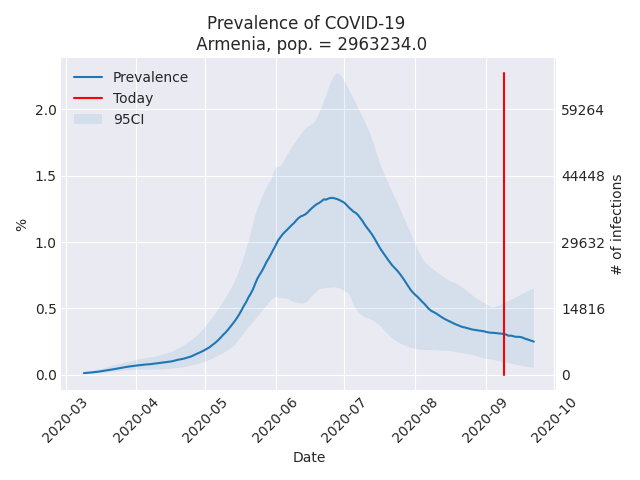 Prevalence of COVID-19
Armenia, pop. = 2963234.0
Prevalence
Today
95CI
2.0
1.5
1.0
0.5
0.0
%
59264
44448
29632
14816
0
# of infections
2020-03
2020-04
2020-05
2020-06
2020-07
2020-08
2020-09
2020-10
Date